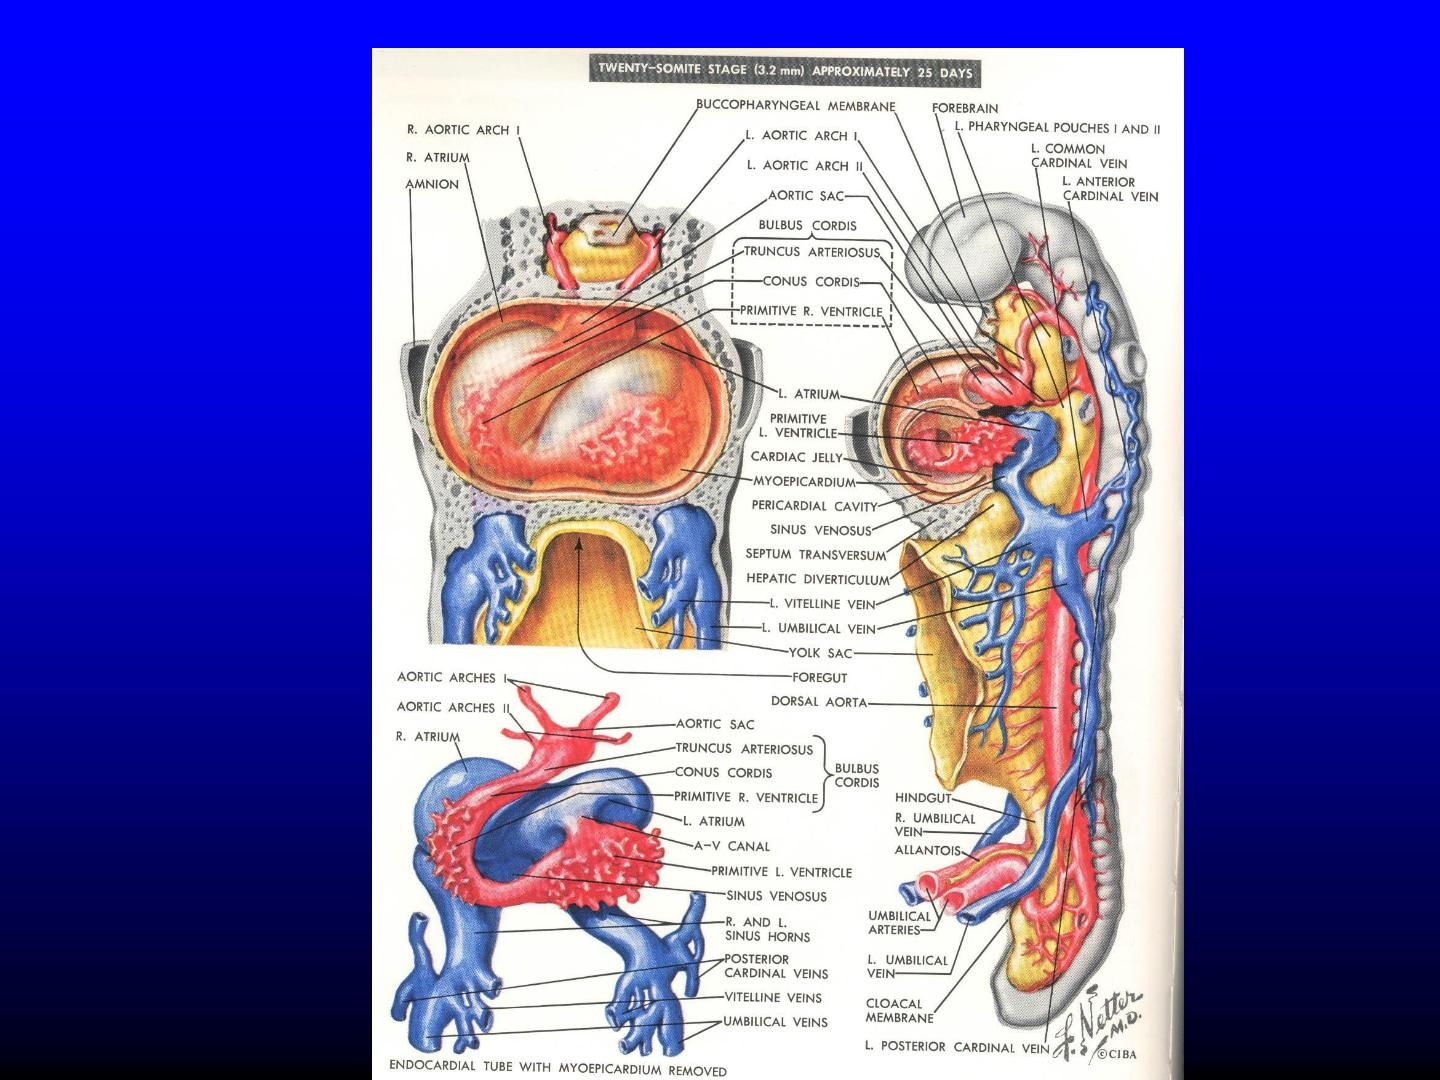 TWENTY–SOMITE STAGE (3.2 mm) APPROXIMATELY 25 DAYS
BUCCOPHARYNGEAL MEMBRANE
FOREBRAIN
L. PHARYNGEAL POUCHES I AND II
R. AORTIC ARCH I
L. AORTIC ARCH I
L. COMMON
CARDINAL VEIN
R. ATRIUM
L. AORTIC ARCH II
AMNION
L. ANTERIOR
CARDINAL VEIN
AORTIC SAC
BULBUS CORDIS
TRUNCUS ARTERIOSUS
CONUS CORDIS
PRIMITIVE R. VENTRICLE
L. ATRIUM
PRIMITIVE
L. VENTRICLE
CARDIAC JELLY
MYOEPICARDIUM
PERICARDIAL CAVITY
SINUS VENOSUS
SEPTUM TRANSVERSUM
HEPATIC DIVERTICULUM
L. VITELLINE VEIN
L. UMBILICAL VEIN
YOLK SAC
FOREGUT
DORSAL AORTA
AORTIC ARCHES I
AORTIC ARCHES II
R. ATRIUM
AORTIC SAC
TRUNCUS ARTERIOSUS
CONUS CORDIS
PRIMITIVE R. VENTRICLE
BULBUS
CORDIS
L. ATRIUM
A–V CANAL
PRIMITIVE L. VENTRICLE
SINUS VENOSUS
R. AND L.
SINUS HORNS
POSTERIOR
CARDINAL VEINS
VITELLINE VEINS
UMBILICAL VEINS
HINDGUT
R. UMBILICAL
VEIN
ALLANTOIS
UMBILICAL
ARTERIES
L. UMBILICAL
VEIN
CLOACAL
MEMBRANE
L. POSTERIOR CARDINAL VEIN
F. Netter
M.D.
©CIBA
ENDOCARDIAL TUBE WITH MYOEPICARDIUM REMOVED